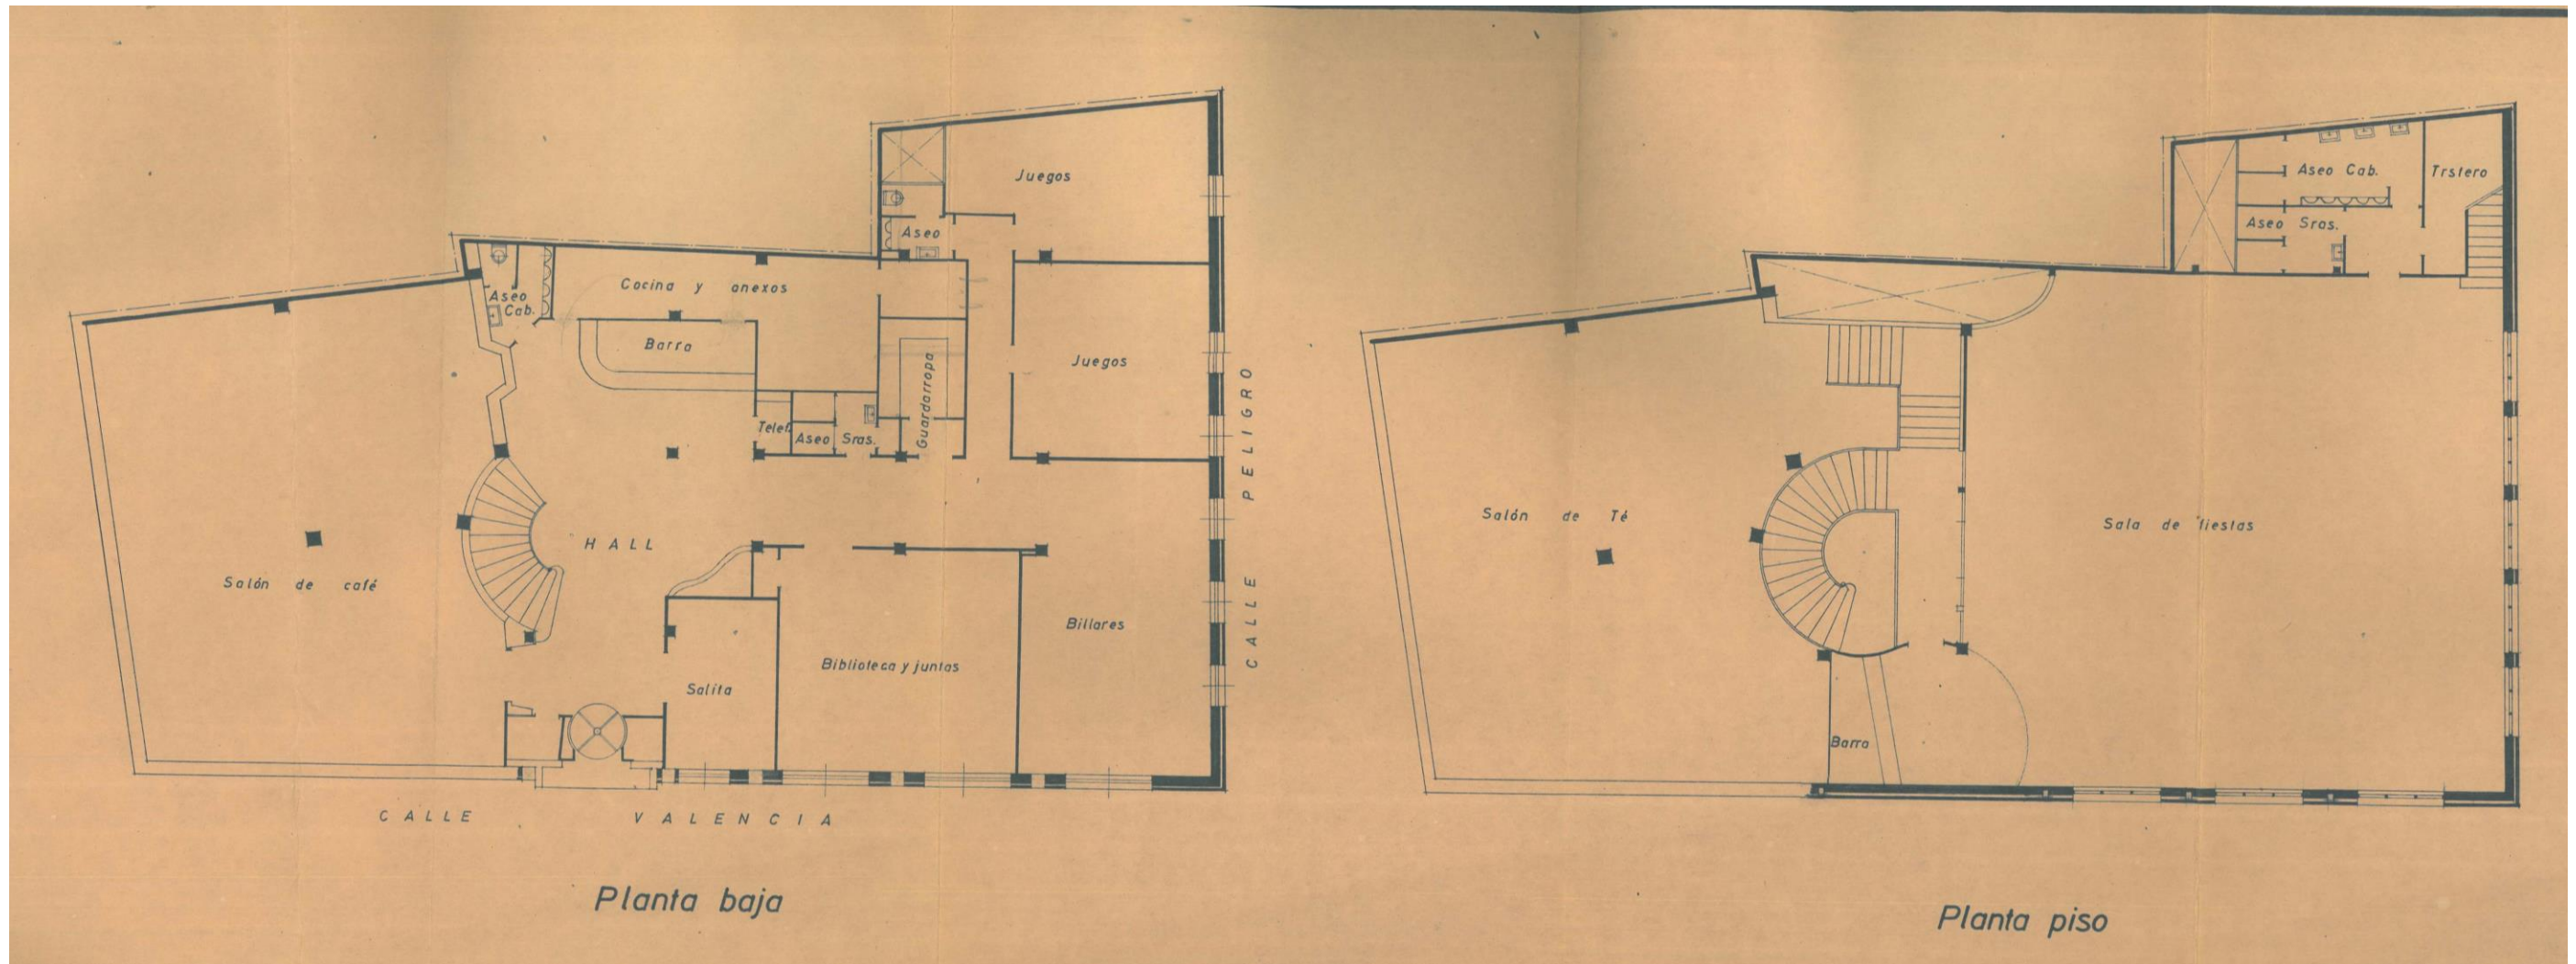 Juegos
Aseo
Cocina y anexos
Aseo
Cab.
Barra
Juegos
Guardarropa
Telef.
Aseo Sras.
HALL
Salón de café
Billares
Biblioteca y juntas
Salita
CALLE PELIGRO
CALLE VALENCIA
Planta baja
Aseo Cab.
Trstero
Aseo Sras.
Salón de Té
Sala de fiestas
Barra
Planta piso